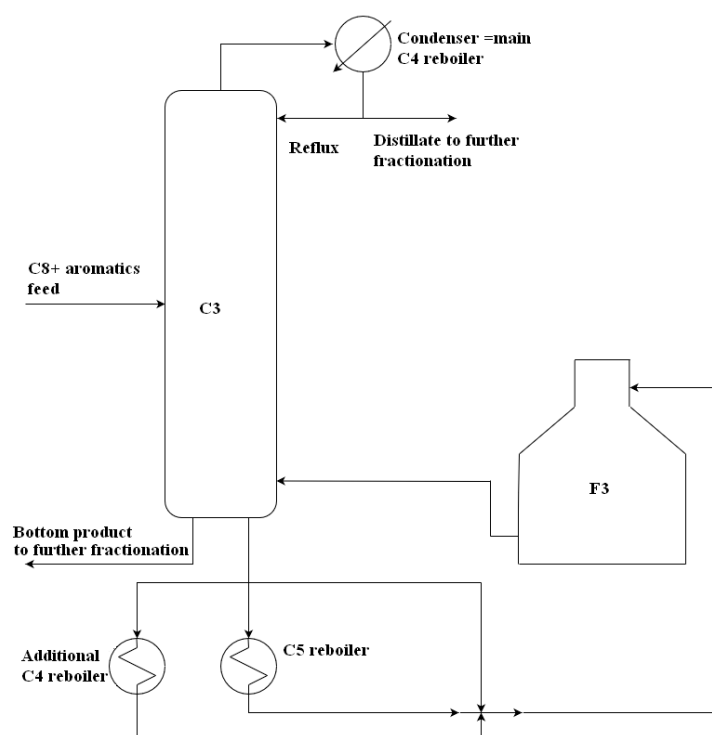 Condenser =main
C4 reboiler
Reflux
Distillate to further
fractionation
C8+ aromatics
feed
C3
F3
Bottom product
to further fractionation
Additional
C4 reboiler
C5 reboiler